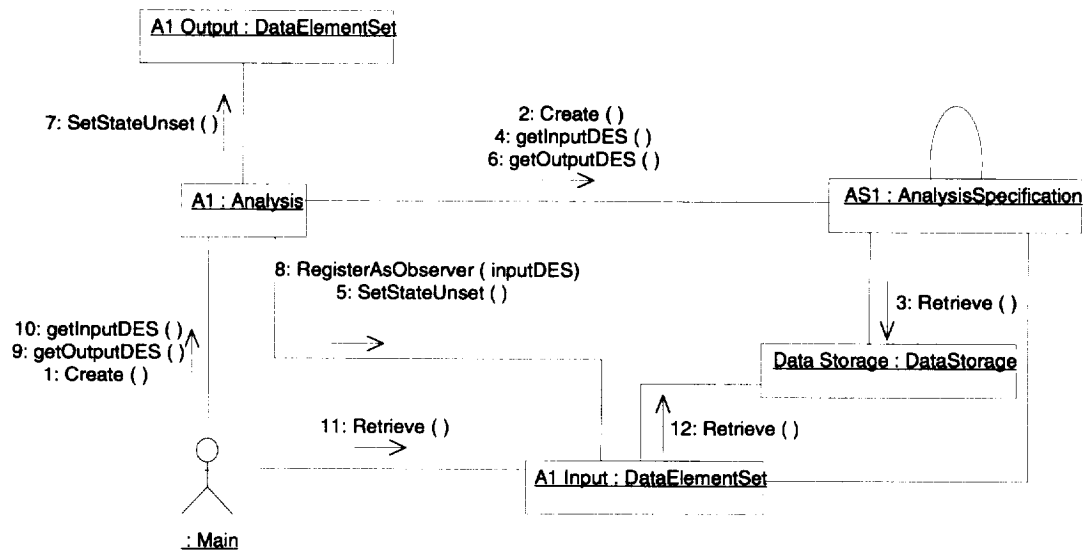 A1 Output : DataElementSet
7: SetStateUnset ( )
2: Create ( )
4: getInputDES ( )
6: getOutputDES ( )
A1 : Analysis
AS1 : AnalysisSpecification
8: RegisterAsObserver ( inputDES)
5: SetStateUnset ( )
3: Retrieve ( )
10: getInputDES ( )
9: getOutputDES ( )
1: Create ( )
Data Storage : DataStorage
11: Retrieve ( )
12: Retrieve ( )
A1 Input : DataElementSet
: Main